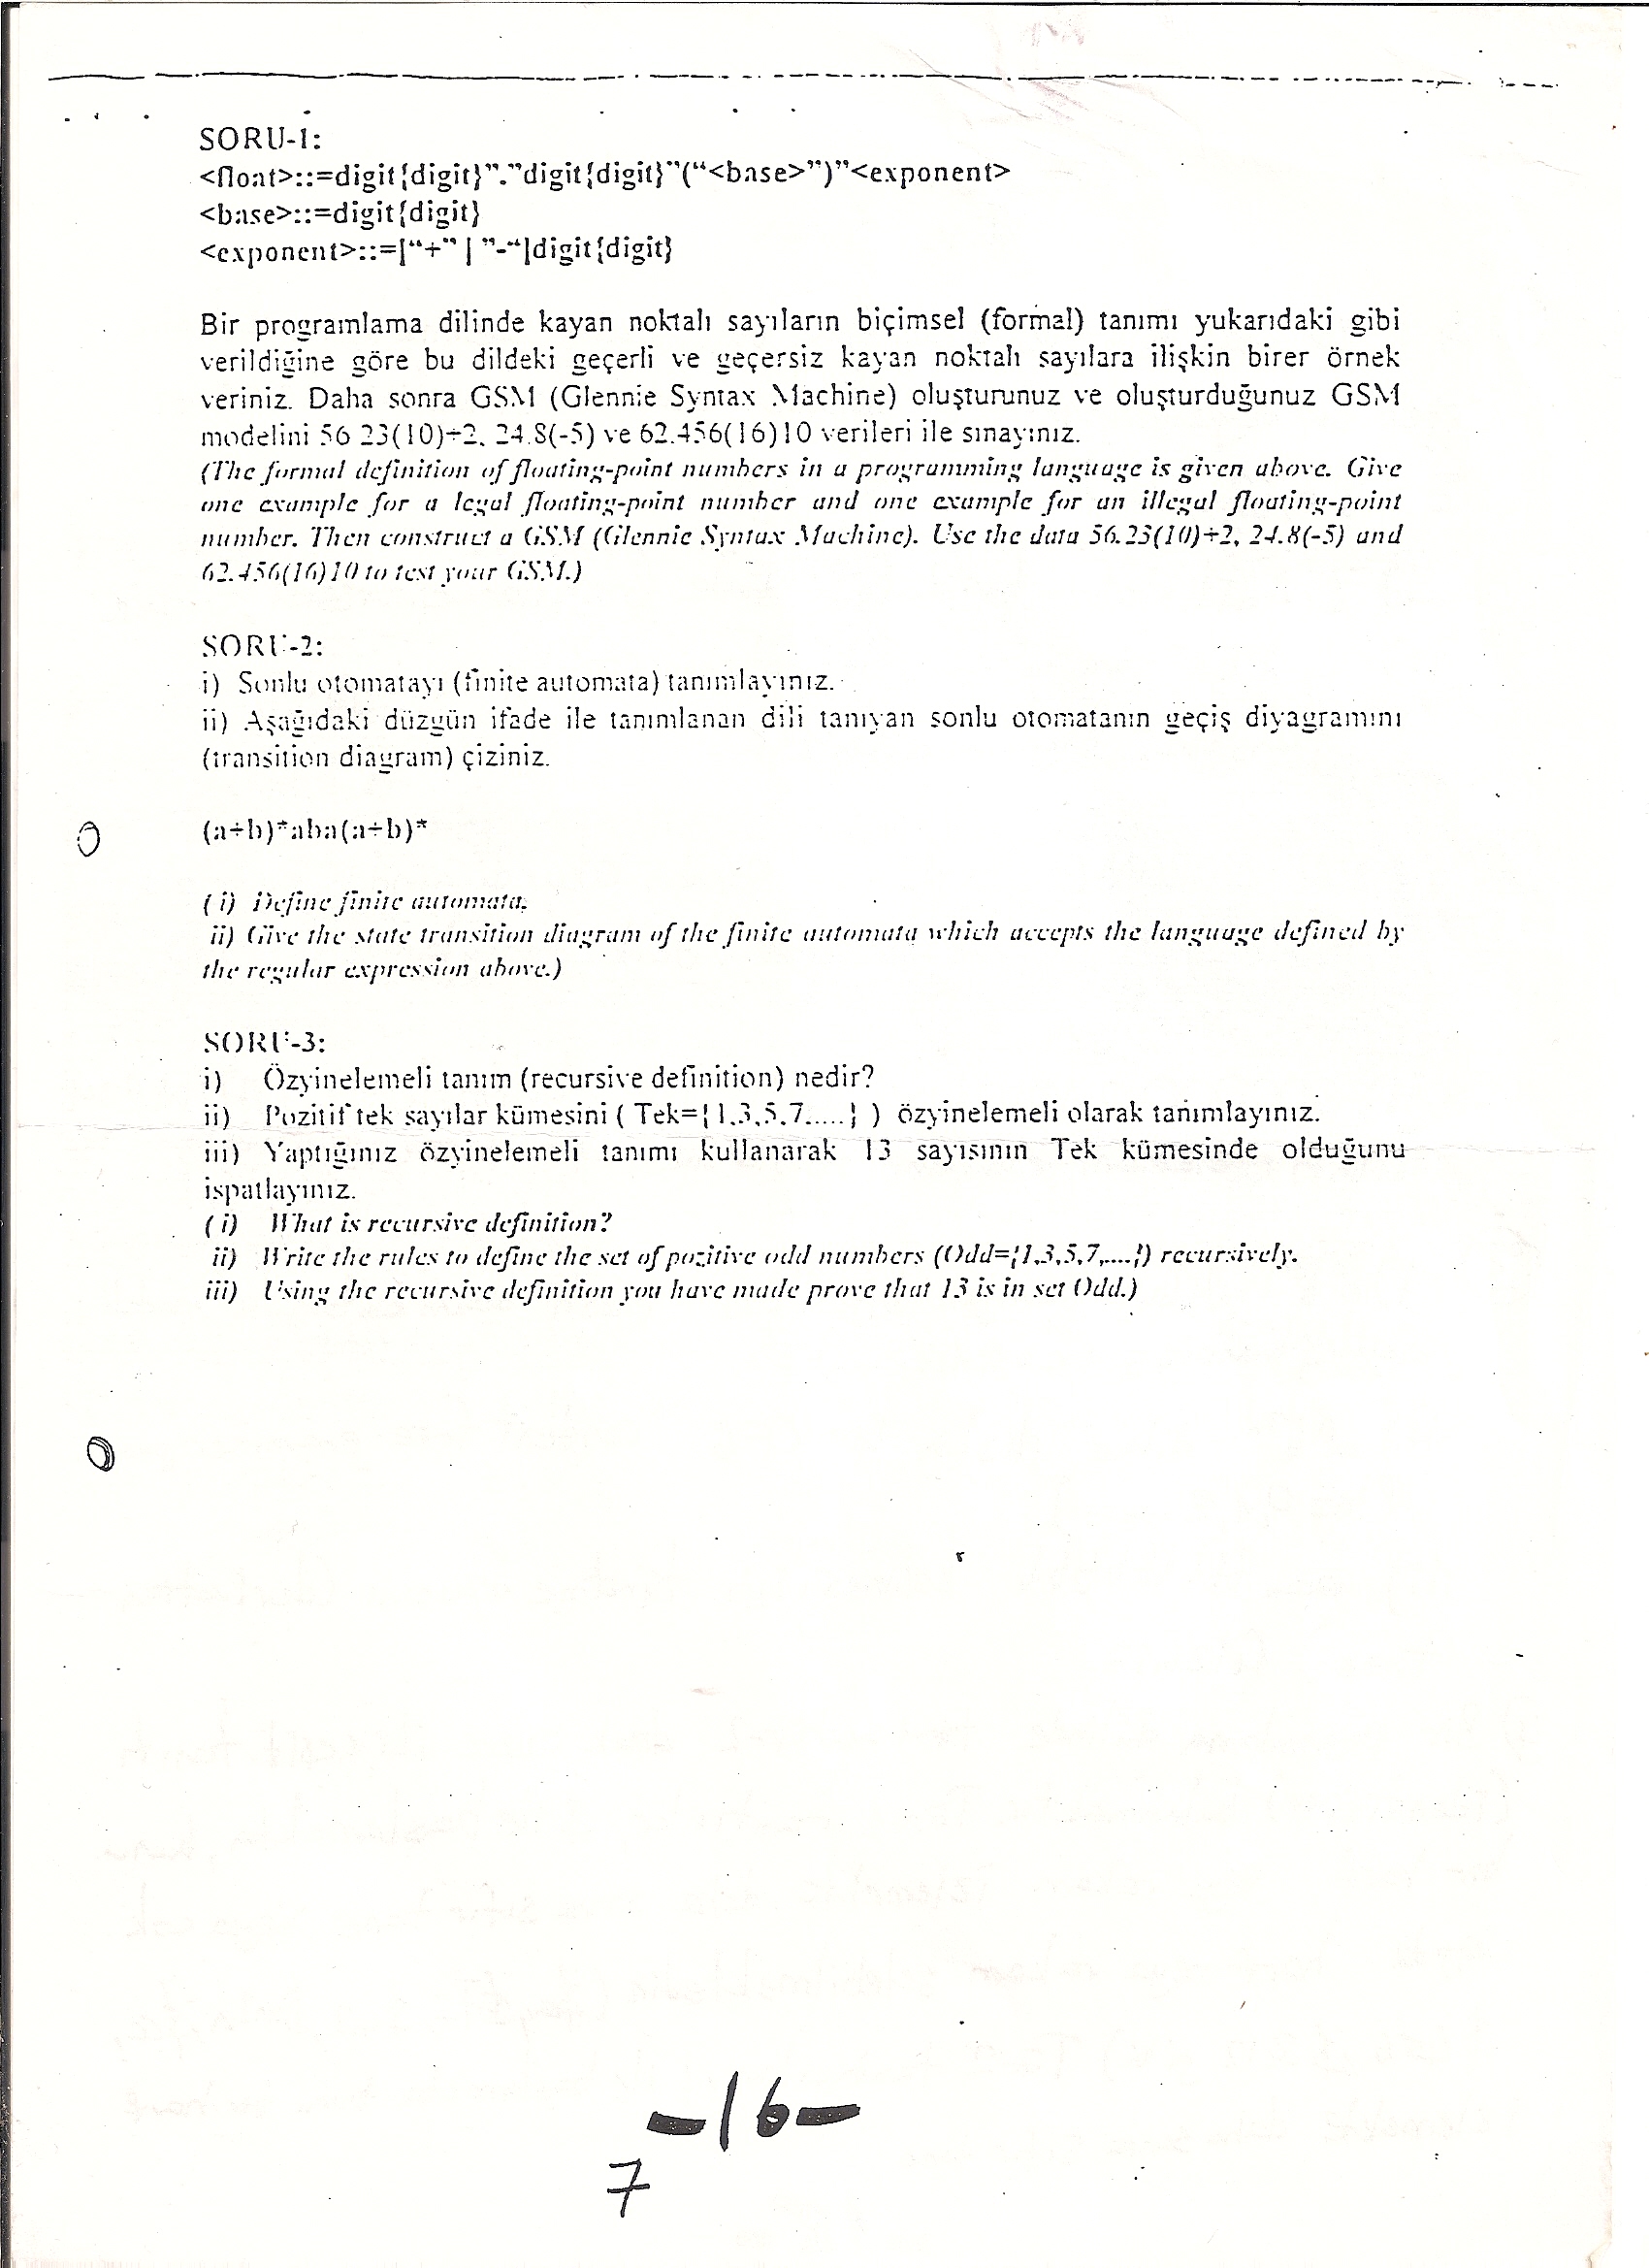 SORU-1:
<float>::=digit{digit}”.”digit{digit}”(“<base>”)”<exponent>
<base>::=digit{digit}
<exponent>::=[“+” | ”-“]digit{digit}
Bir programlama dilinde kayan noktalı sayıların biçimsel (formal) tanımı yukarıdaki gibi
verildiğine göre bu dildeki geçerli ve geçersiz kayan noktalı sayılara ilişkin birer örnek
veriniz. Daha sonra GSM (Glennie Syntax Machine) oluşturunuz ve oluşturduğunuz GSM
modelini 56 23(10)+2, 24.8(-5) ve 62.456(16)10 verileri ile sınayınız.
(The formal definition of floating-point numbers in a programming language is given above. Give
one example for a legal floating-point number and one example for an illegal floating-point
number. Then construct a GSM (Glennie Syntax Machine). Use the data 56.23(10)+2, 24.8(-5) and
62.456(16)10 to test your GSM.)
SORU-2:
i) Sonlu otomatayı (finite automata) tanımlayınız.
ii) Aşağıdaki düzgün ifade ile tanımlanan dili tanıyan sonlu otomatanın geçiş diyagramını
(transition diagram) çiziniz.
(a+b)*aba(a+b)*
( i) Define finite automata.
ii) Give the state transition diagram of the finite automata which accepts the language defined by
the regular expression above.)
SORU-3:
i) Özyinelemeli tanım (recursive definition) nedir?
ii) Pozitif tek sayılar kümesini ( Tek={1,3,5,7.....} ) özyinelemeli olarak tanımlayınız.
iii) Yaptığınız özyinelemeli tanımı kullanarak 13 sayısının Tek kümesinde olduğunu
ispatlayınız.
( i) What is recursive definition?
ii) Write the rules to define the set of pozitive odd numbers (Odd={1,3,5,7,....}) recursively.
iii) Using the recursive definition you have made prove that 13 is in set Odd.)
-16-
7